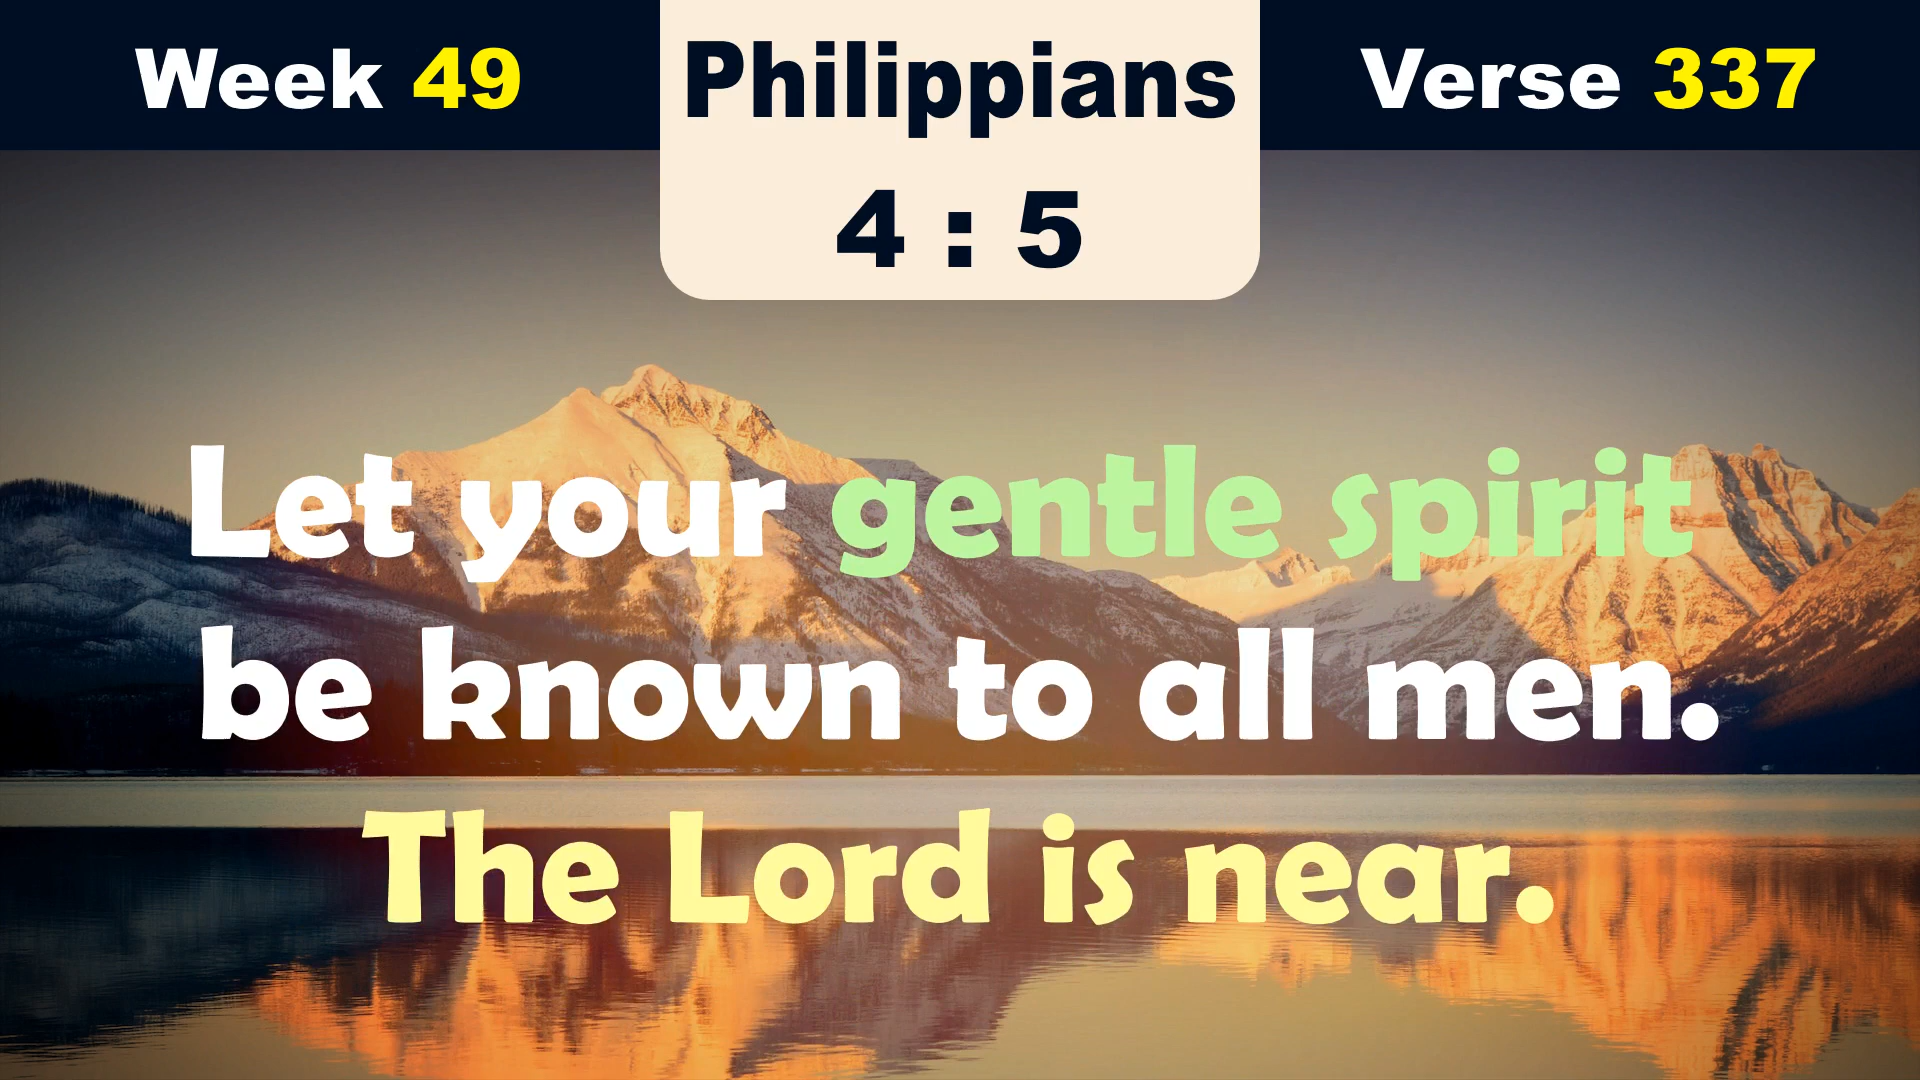 Week 49
Philippians
4 : 5
Verse 337
Let your gentle spirit
be known to all men.
The Lord is near.